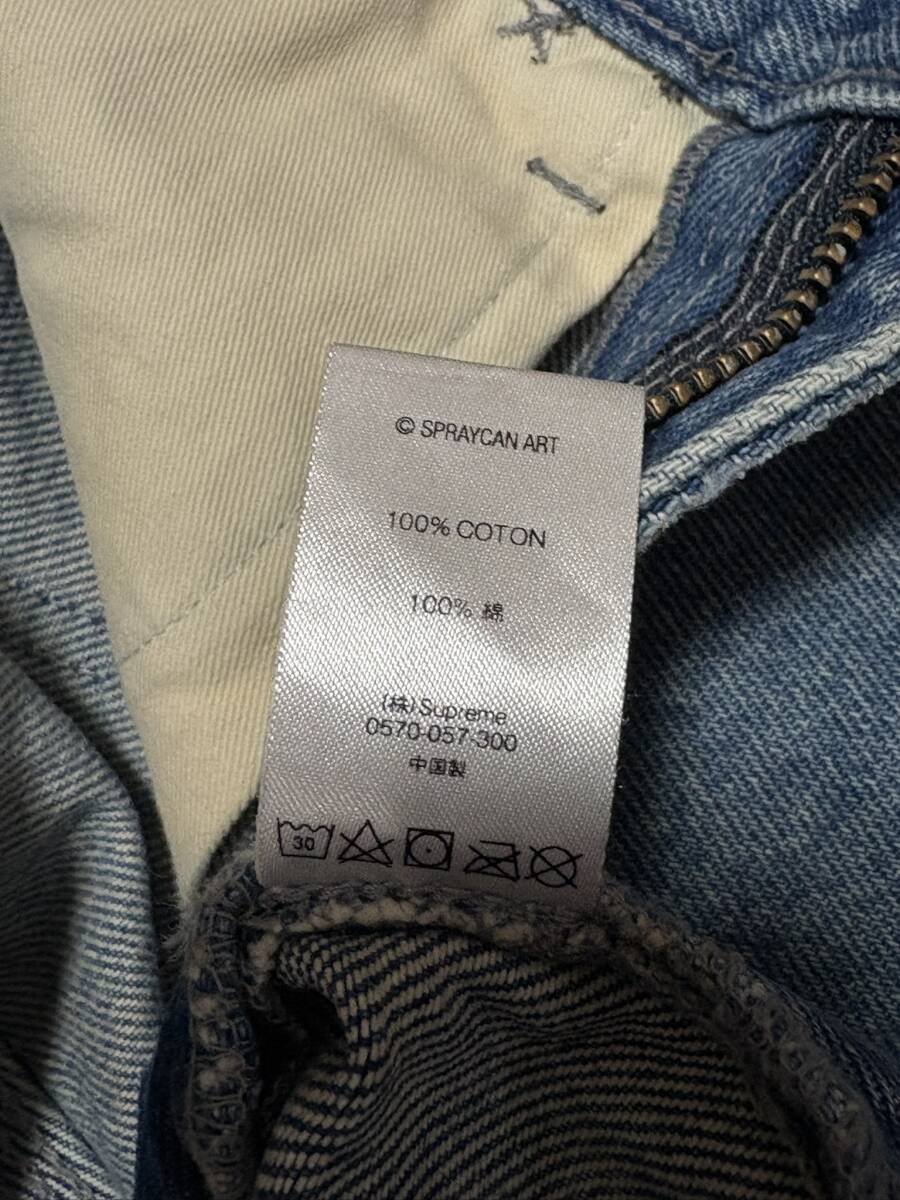 © SPRAYCAN ART
100% COTON
100% 綿
(株)Supreme
0570-057-300
中国製
30